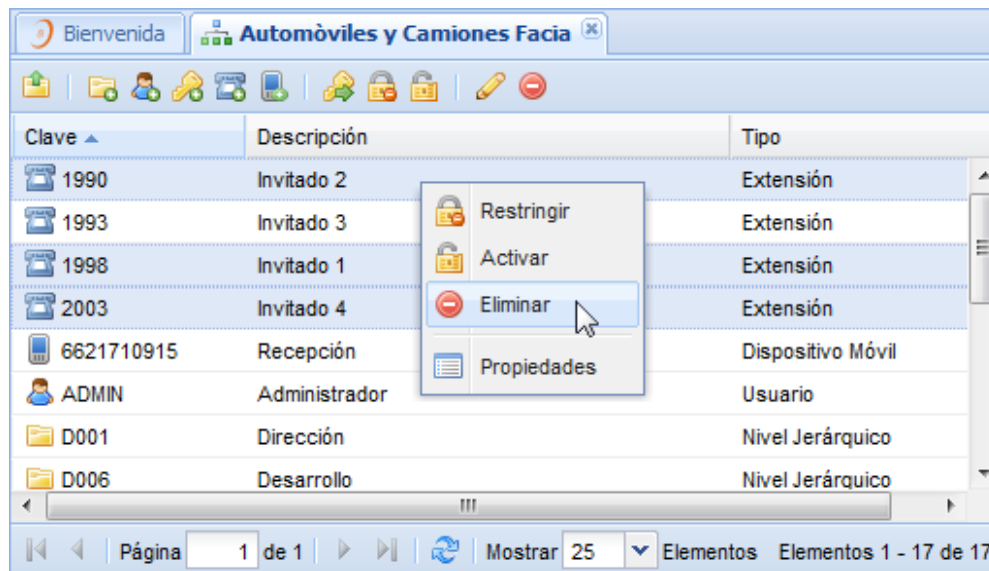 Bienvenida Automòviles y Camiones Facia
Clave Descripción Tipo
1990 Invitado 2 Extensión
1993 Invitado 3 Extensión
1998 Invitado 1 Extensión
2003 Invitado 4 Extensión
6621710915 Recepción Dispositivo Móvil
ADMIN Administrador Usuario
D001 Dirección Nivel Jerárquico
D006 Desarrollo Nivel Jerárquico
Restringir
Activar
Eliminar
Propiedades
Página 1 de 1 Mostrar 25 Elementos Elementos 1 - 17 de 17